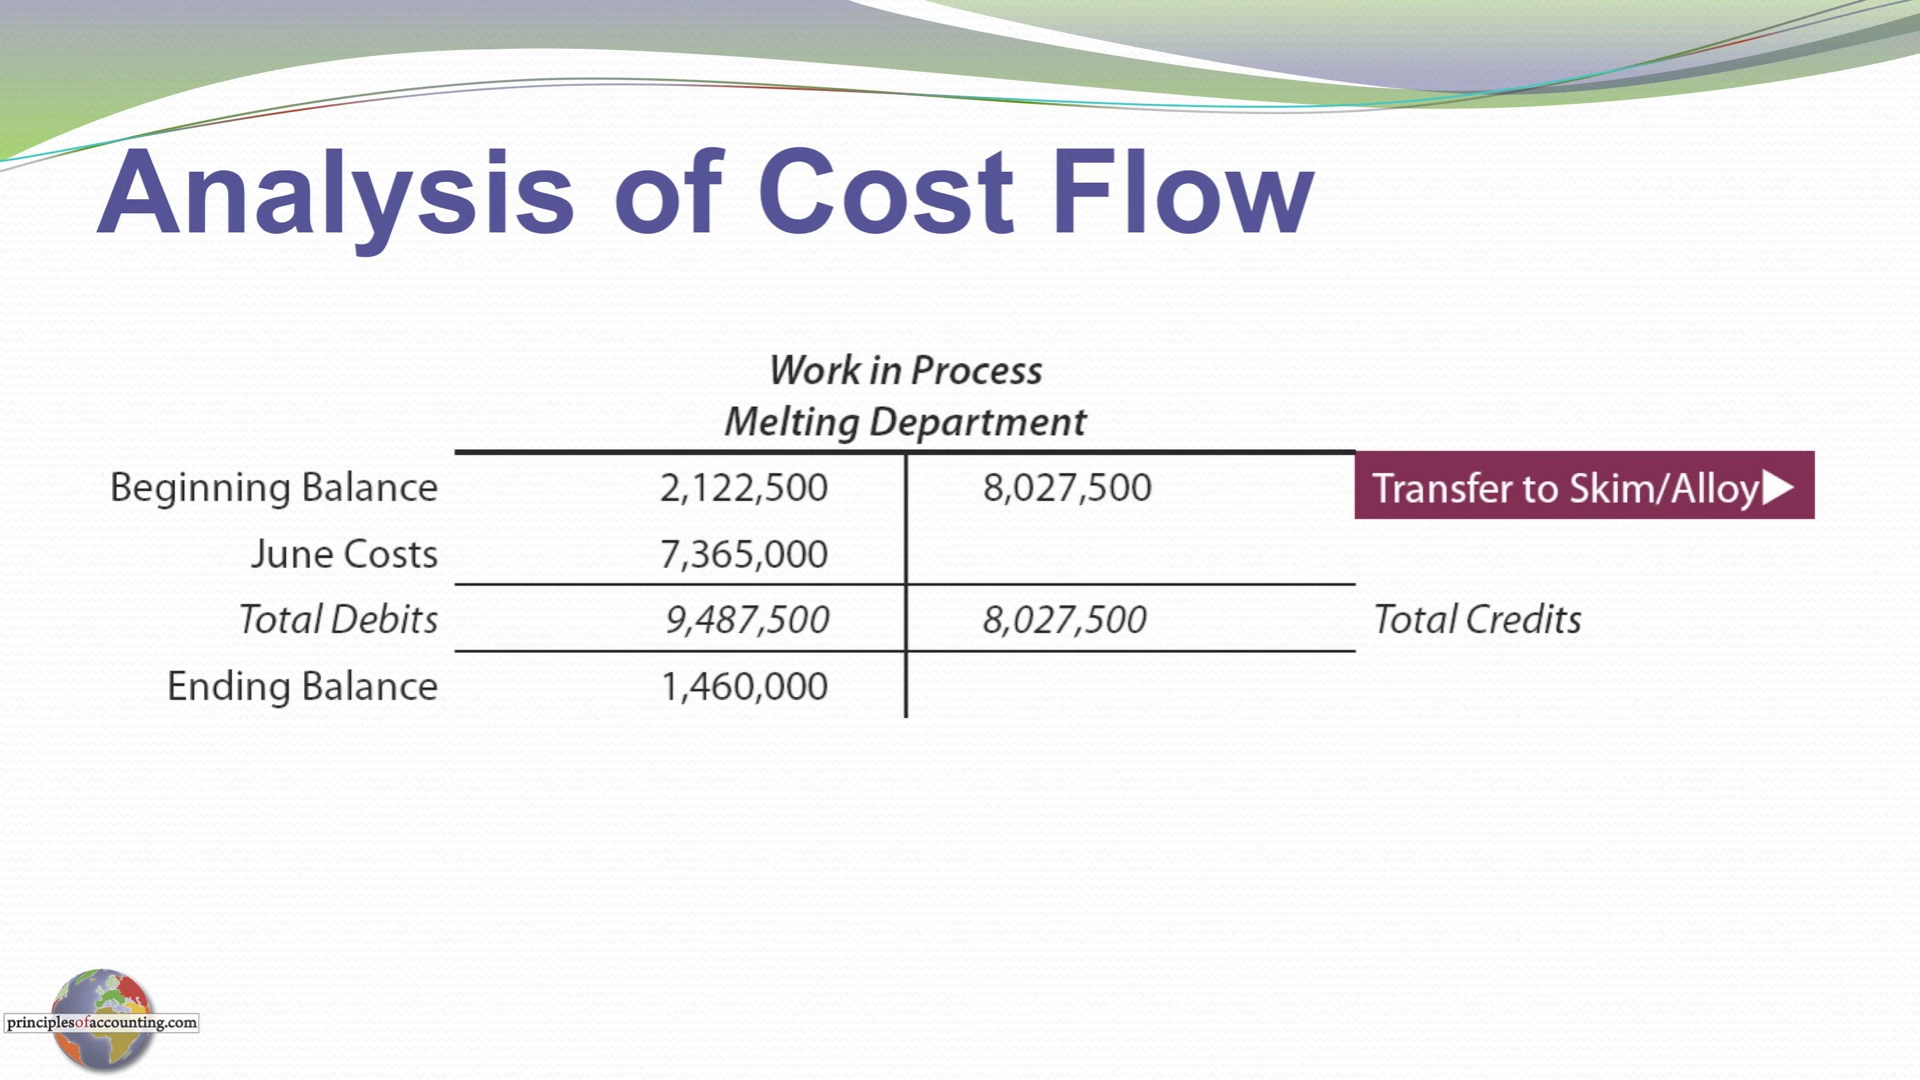 Analysis of Cost Flow
Work in Process
Melting Department
Beginning Balance 2,122,500 8,027,500 Transfer to Skim/Alloy
June Costs 7,365,000
Total Debits 9,487,500 8,027,500 Total Credits
Ending Balance 1,460,000
principlesofaccounting.com